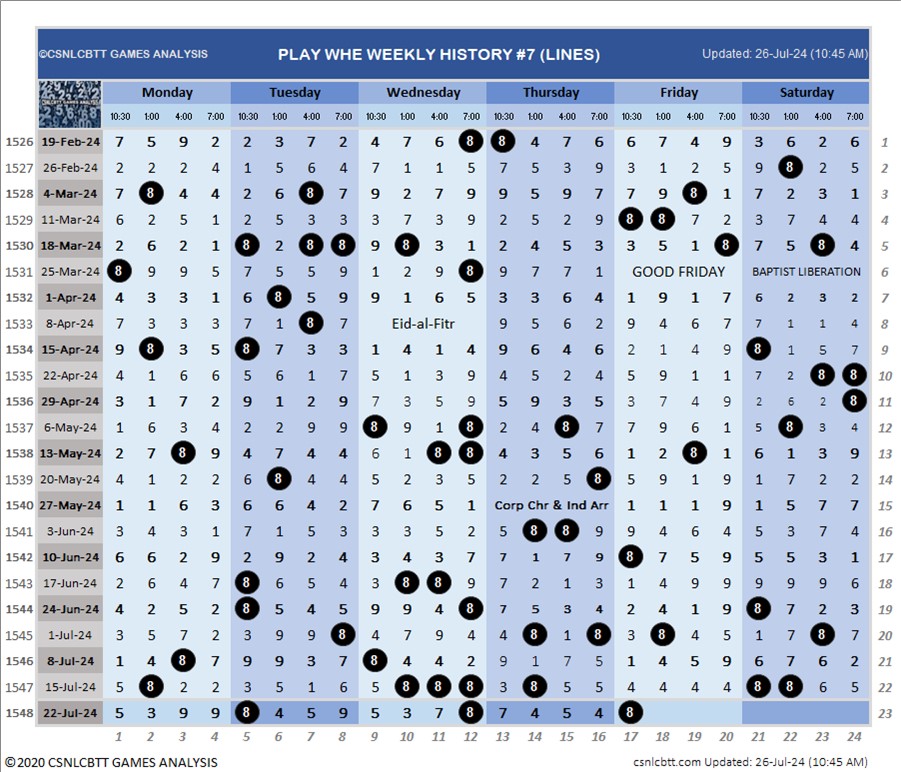 ©CSNLCBTT GAMES ANALYSIS PLAY WHE WEEKLY HISTORY #7 (LINES) Updated: 26-Jul-24 (10:45 AM)
Monday Tuesday Wednesday Thursday Friday Saturday
10:30 1:00 4:00 7:00 10:30 1:00 4:00 7:00 10:30 1:00 4:00 7:00 10:30 1:00 4:00 7:00 10:30 1:00 4:00 7:00 10:30 1:00 4:00 7:00
1526 19-Feb-24 7 5 9 2 2 3 7 2 4 7 6 8 8 4 7 6 6 7 4 9 3 6 2 6 1
1527 26-Feb-24 2 2 2 4 1 5 6 4 7 1 1 5 7 5 3 9 3 1 2 5 9 8 2 5 2
1528 4-Mar-24 7 8 4 4 2 6 8 7 9 2 7 9 9 5 9 7 7 9 8 1 7 2 3 1 3
1529 11-Mar-24 6 2 5 1 2 5 3 3 3 7 3 9 2 5 2 9 8 8 7 2 3 7 4 4 4
1530 18-Mar-24 2 6 2 1 8 2 8 8 9 8 3 1 2 4 5 3 3 5 1 8 7 5 8 4 5
1531 25-Mar-24 8 9 9 5 7 5 5 9 1 2 9 8 9 7 7 1 GOOD FRIDAY BAPTIST LIBERATION 6
1532 1-Apr-24 4 3 3 1 6 8 5 9 9 1 6 5 3 3 6 4 1 9 1 7 6 2 3 2 7
1533 8-Apr-24 7 3 3 3 7 1 8 7 Eid-al-Fitr 9 5 6 2 9 4 6 7 7 1 1 4 8
1534 15-Apr-24 9 8 3 5 8 7 3 3 1 4 1 4 9 6 4 6 2 1 4 9 8 1 5 7 9
1535 22-Apr-24 4 1 6 6 5 6 1 7 5 1 3 9 4 5 2 4 5 9 1 1 7 2 8 8 10
1536 29-Apr-24 3 1 7 2 9 1 2 9 7 3 5 9 5 9 3 5 3 7 4 9 2 6 2 8 11
1537 6-May-24 1 6 3 4 2 2 9 9 8 9 1 8 2 4 8 7 7 9 6 1 5 8 3 4 12
1538 13-May-24 2 7 8 9 4 7 4 4 6 1 8 8 4 3 5 6 1 2 8 1 6 1 3 9 13
1539 20-May-24 4 1 2 2 6 8 4 4 5 2 3 5 2 2 5 8 5 9 1 9 1 7 2 2 14
1540 27-May-24 1 1 6 3 6 6 4 2 7 6 5 1 Corp Chr & Ind Arr 1 1 1 9 1 5 7 7 15
1541 3-Jun-24 3 4 3 1 7 1 5 3 3 3 5 2 5 8 8 9 9 4 6 4 5 3 7 4 16
1542 10-Jun-24 6 6 2 9 2 9 2 4 3 4 3 7 7 1 7 9 8 7 5 9 5 5 3 1 17
1543 17-Jun-24 2 6 4 7 8 6 5 4 3 8 8 9 7 2 1 3 1 4 9 9 9 9 9 6 18
1544 24-Jun-24 4 2 5 2 8 5 4 5 9 9 4 8 7 5 3 4 2 4 1 9 8 7 2 3 19
1545 1-Jul-24 3 5 7 2 3 9 9 8 4 7 9 4 4 8 1 8 3 8 4 5 1 7 8 7 20
1546 8-Jul-24 1 4 8 7 9 9 3 7 8 4 4 2 9 1 7 5 1 4 5 9 6 7 6 2 21
1547 15-Jul-24 5 8 2 2 3 5 1 6 5 8 8 8 3 8 4 5 4 4 4 4 8 8 6 5 22
1548 22-Jul-24 5 3 9 9 8 4 5 9 5 3 7 8 7 4 5 4 8 23
1 2 3 4 5 6 7 8 9 10 11 12 13 14 15 16 17 18 19 20 21 22 23 24
©2020 CSNLCBTT GAMES ANALYSIS csnlcbtt.com Updated: 26-Jul-24 (10:45 AM)